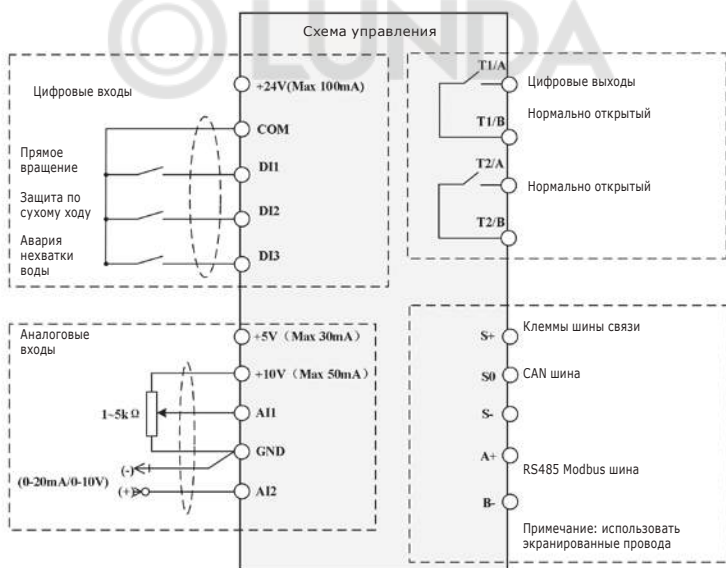 LUNDA
Схема управления
Цифровые входы
+24V(Max 100mA)
COM
Прямое
вращение
DI1
Защита по
сухому ходу
DI2
Авария
нехватки
воды
DI3
T1/A
Цифровые выходы
Нормально открытый
T1/B
T2/A
Нормально открытый
T2/B
Аналоговые
входы
+5V（Max 30mA）
+10V（Max 50mA）
1~5k Ω
AI1
GND
(-)
(0-20mA/0-10V)
(+)
AI2
S+
Клеммы шины связи
S0
CAN шина
S-
A+
RS485 Modbus шина
B-
Примечание: использовать
экранированные провода